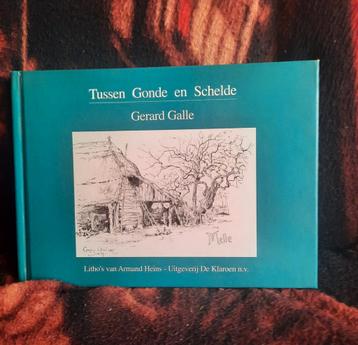 Tussen Gonde en Schelde
Gerard Galle
Melle
Litho's van Armand Heins - Uitgeverij De Klaroen n.v.